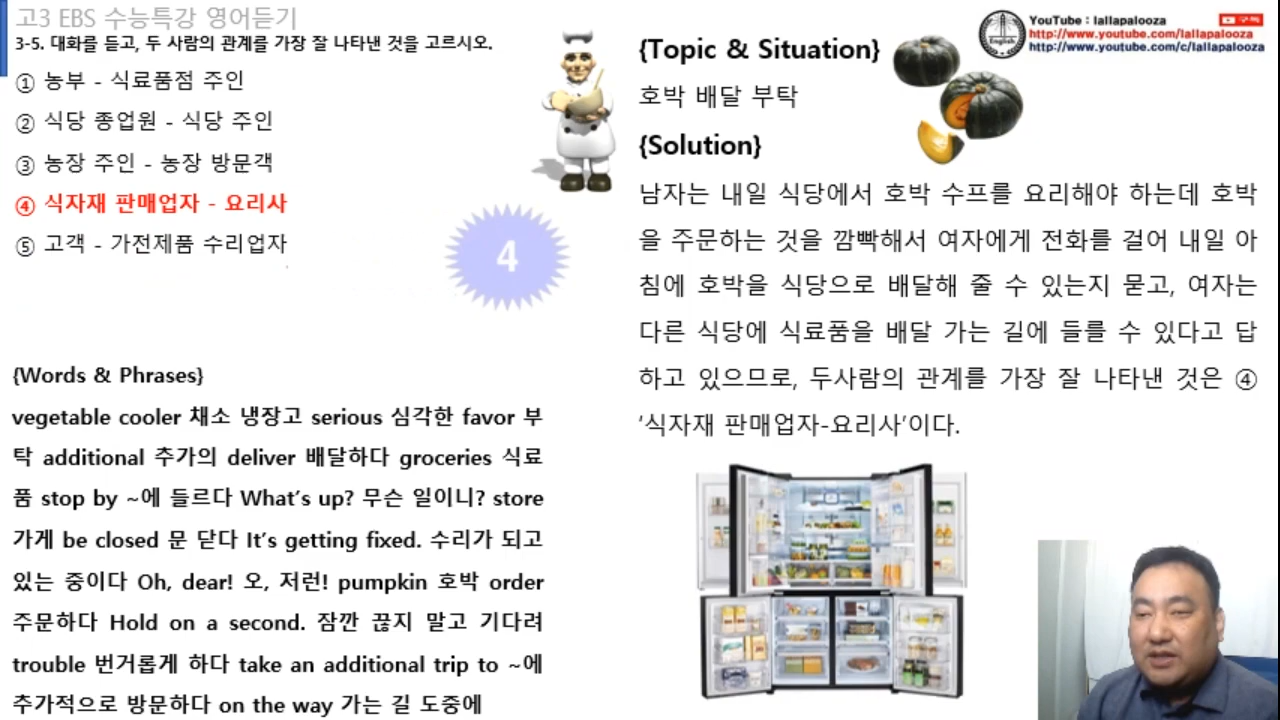 고3 EBS 수능특강 영어듣기
3-5. 대화를 듣고, 두 사람의 관계를 가장 잘 나타낸 것을 고르시오.
① 농부 - 식료품점 주인
② 식당 종업원 - 식당 주인
③ 농장 주인 - 농장 방문객
④ 식자재 판매업자 - 요리사
⑤ 고객 - 가전제품 수리업자
4
{Words & Phrases}
vegetable cooler 채소 냉장고 serious 심각한 favor 부
탁 additional 추가의 deliver 배달하다 groceries 식료
품 stop by ~에 들르다 What's up? 무슨 일이니? store
가게 be closed 문 닫다 It's getting fixed. 수리가 되고
있는 중이다 Oh, dear! 오, 저런! pumpkin 호박 order
주문하다 Hold on a second. 잠깐 끊지 말고 기다려
trouble 번거롭게 하다 take an additional trip to ~에
추가적으로 방문하다 on the way 가는 길 도중에
{Topic & Situation}
호박 배달 부탁
{Solution}
남자는 내일 식당에서 호박 수프를 요리해야 하는데 호박
을 주문하는 것을 깜빡해서 여자에게 전화를 걸어 내일 아
침에 호박을 식당으로 배달해 줄 수 있는지 묻고, 여자는
다른 식당에 식료품을 배달 가는 길에 들를 수 있다고 답
하고 있으므로, 두사람의 관계를 가장 잘 나타낸 것은 ④
'식자재 판매업자-요리사'이다.
English
YouTube : lallapalooza
구독
http://www.youtube.com/lallapalooza
http://www.youtube.com/c/lallapalooza